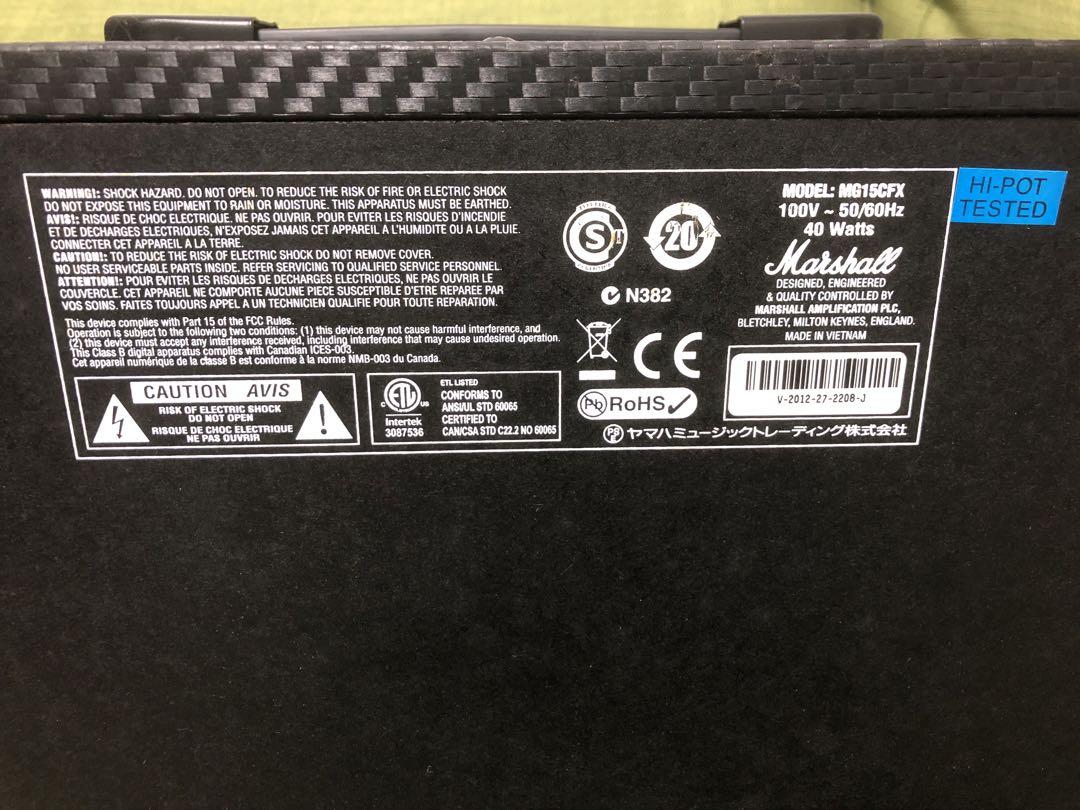 WARNING!: SHOCK HAZARD. DO NOT OPEN. TO REDUCE THE RISK OF FIRE OR ELECTRIC SHOCK
DO NOT EXPOSE THIS EQUIPMENT TO RAIN OR MOISTURE. THIS APPARATUS MUST BE EARTHED.
AVIS!: RISQUE DE CHOC ELECTRIQUE. NE PAS OUVRIR. POUR EVITER LES RISQUES D'INCENDIE
ET DE DECHARGES ELECTRIQUES, N'EXPOSEZ JAMAIS CET APPAREIL A L'HUMIDITE OU A LA PLUIE.
CONNECTER CET APPAREIL A LA TERRE.
CAUTION!: TO REDUCE THE RISK OF ELECTRIC SHOCK DO NOT REMOVE COVER.
NO USER SERVICEABLE PARTS INSIDE. REFER SERVICING TO QUALIFIED SERVICE PERSONNEL.
ATTENTION!: POUR EVITER LES RISQUES DE DECHARGES ELECTRIQUES, NE PAS OUVRIR LE
COUVERCLE. CET APPAREIL NE COMPORTE AUCUNE PIECE SUSCEPTIBLE D'ETRE REPAREE PAR
VOS SOINS. FAITES TOUJOURS APPEL A UN TECHNICIEN QUALIFIE POUR TOUTE REPARATION.
This device complies with Part 15 of the FCC Rules.
Operation is subject to the following two conditions: (1) this device may not cause harmful interference, and
(2) this device must accept any interference received, including interference that may cause undesired operation.
This Class B digital apparatus complies with Canadian ICES-003.
Cet appareil numérique de la classe B est conforme à la norme NMB-003 du Canada.
CAUTION AVIS
RISK OF ELECTRIC SHOCK
DO NOT OPEN
RISQUE DE CHOC ELECTRIQUE
NE PAS OUVRIR
ETL
C US
Intertek
3087536
ETL LISTED
CONFORMS TO
ANSI/UL STD 60065
CERTIFIED TO
CAN/CSA STD C22.2 NO 60065
S
20
N382
CE
Pb RoHS
MODEL: MG15CFX
100V ~ 50/60Hz
40 Watts
Marshall
DESIGNED, ENGINEERED
& QUALITY CONTROLLED BY
MARSHALL AMPLIFICATION PLC,
BLETCHLEY, MILTON KEYNES, ENGLAND.
MADE IN VIETNAM
V-2012-27-2208-J
PS E ヤマハミュージックトレーディング株式会社
HI-POT
TESTED